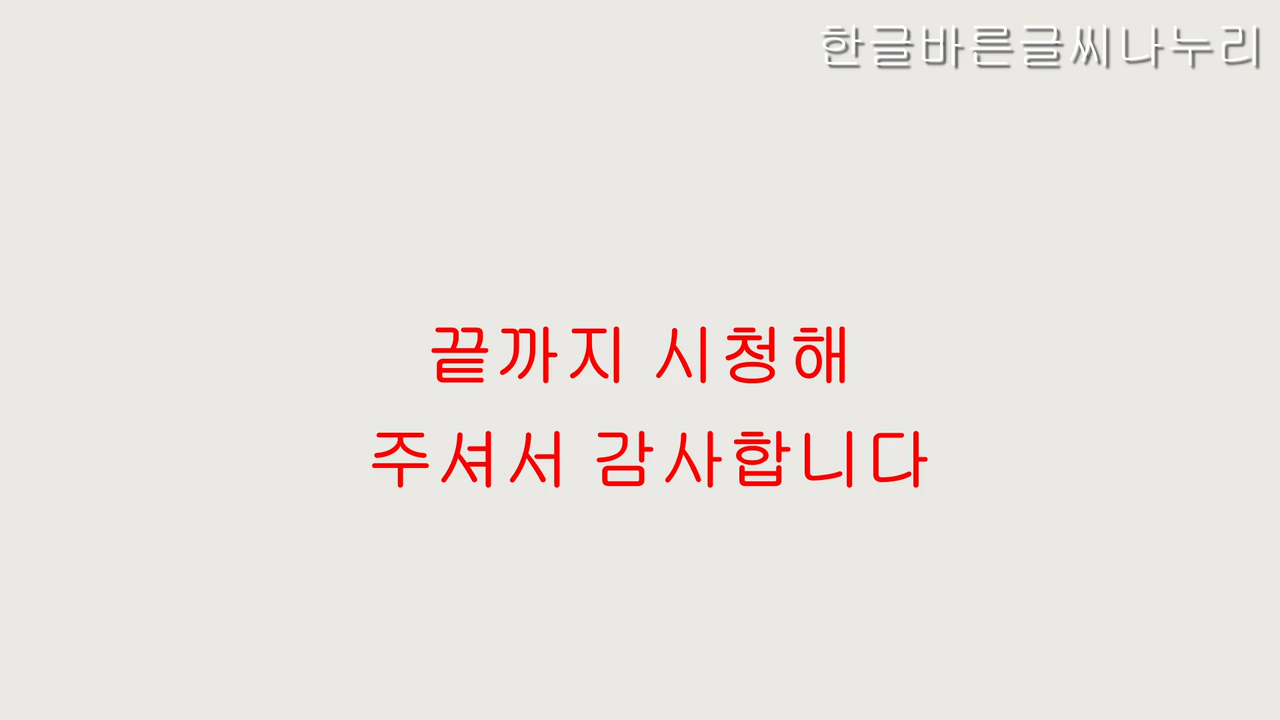 한글바른글씨나누리
끝까지 시청해
주셔서 감사합니다